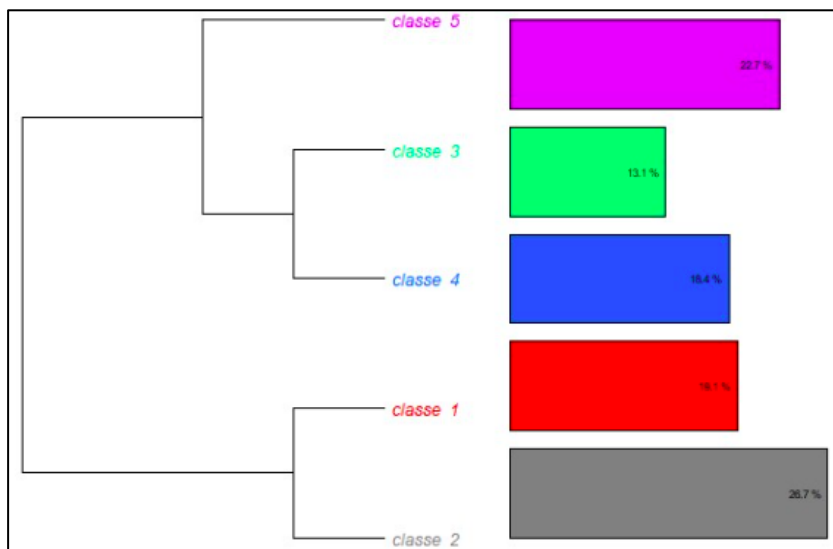 classe 5
22.7 %
classe 3
13.1 %
classe 4
18.4 %
classe 1
19.1 %
classe 2
26.7 %